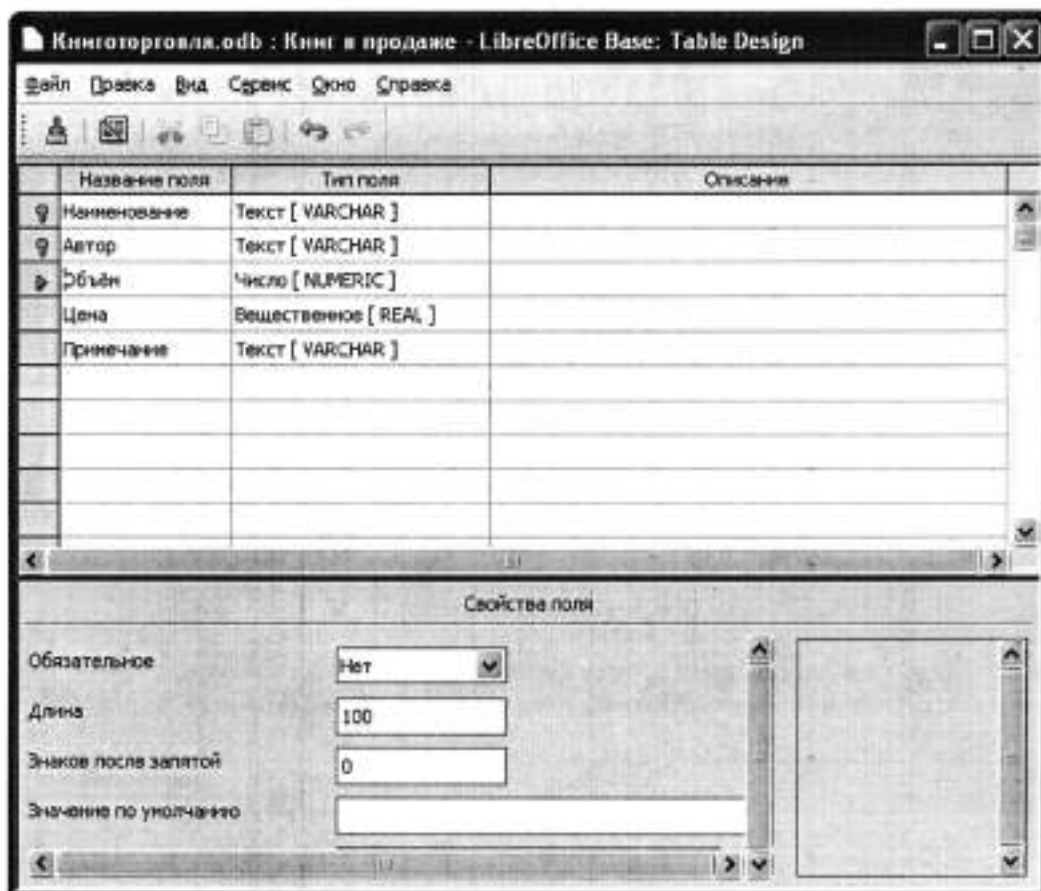 Книготорговля.odb : Книг в продаже - LibreOffice Base: Table Design
Файл Правка Вид Сервис Окно Справка
Название поля Тип поля Описание
Наименование Текст [ VARCHAR ]
Автор Текст [ VARCHAR ]
Объём Число [ NUMERIC ]
Цена Вещественное [ REAL ]
Примечание Текст [ VARCHAR ]
Свойства поля
Обязательное Нет
Длина 100
Знаков после запятой 0
Значение по умолчанию